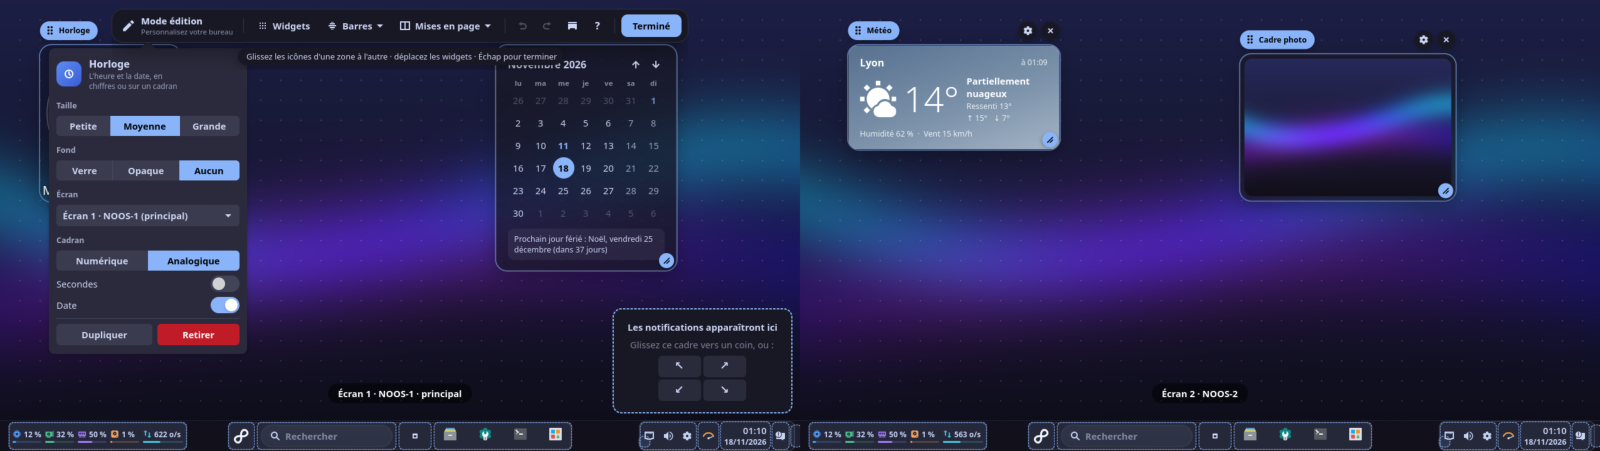 Horloge
Mode édition
Personnalisez votre bureau
Widgets
Barres
Mises en page
?
Terminé
Glissez les icônes d'une zone à l'autre · déplacez les widgets · Échap pour terminer
Horloge
L'heure et la date, en
chiffres ou sur un cadran
Taille
Petite Moyenne Grande
Fond
Verre Opaque Aucun
Écran
Écran 1 · NOOS-1 (principal)
Cadran
Numérique Analogique
Secondes
Date
Dupliquer Retirer
Novembre 2026
lu ma me je ve sa di
26 27 28 29 30 31 1
2 3 4 5 6 7 8
9 10 11 12 13 14 15
16 17 18 19 20 21 22
23 24 25 26 27 28 29
30 1 2 3 4 5 6
Prochain jour férié : Noël, vendredi 25
décembre (dans 37 jours)
Les notifications apparaîtront ici
Glissez ce cadre vers un coin, ou :
↖ ↗
↙ ↘
Écran 1 · NOOS-1 · principal
12 % 32 % 50 % 1 % 622 o/s
Rechercher
01:10
18/11/2026
Météo
Lyon
à 01:09
14°
Partiellement
nuageux
Ressenti 13°
↑ 15° ↓ 7°
Humidité 62 % · Vent 15 km/h
Cadre photo
Écran 2 · NOOS-2
12 % 32 % 50 % 1 % 563 o/s
Rechercher
01:10
18/11/2026